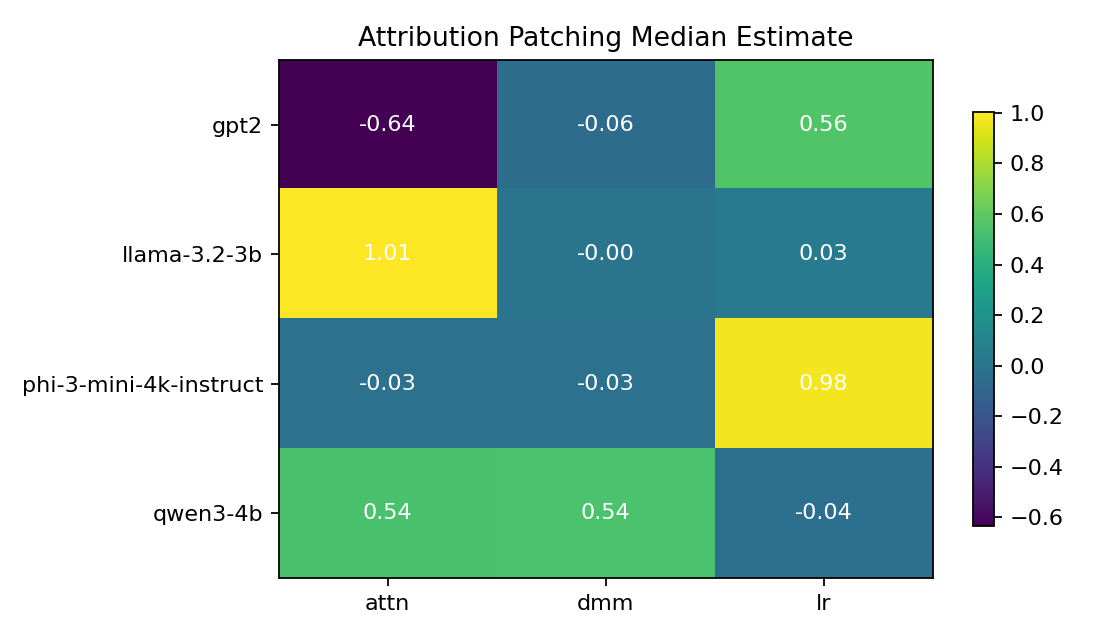 Attribution Patching Median Estimate
gpt2 -0.64 -0.06 0.56
llama-3.2-3b 1.01 -0.00 0.03
phi-3-mini-4k-instruct -0.03 -0.03 0.98
qwen3-4b 0.54 0.54 -0.04
attn dmm lr
1.0
0.8
0.6
0.4
0.2
0.0
−0.2
−0.4
−0.6